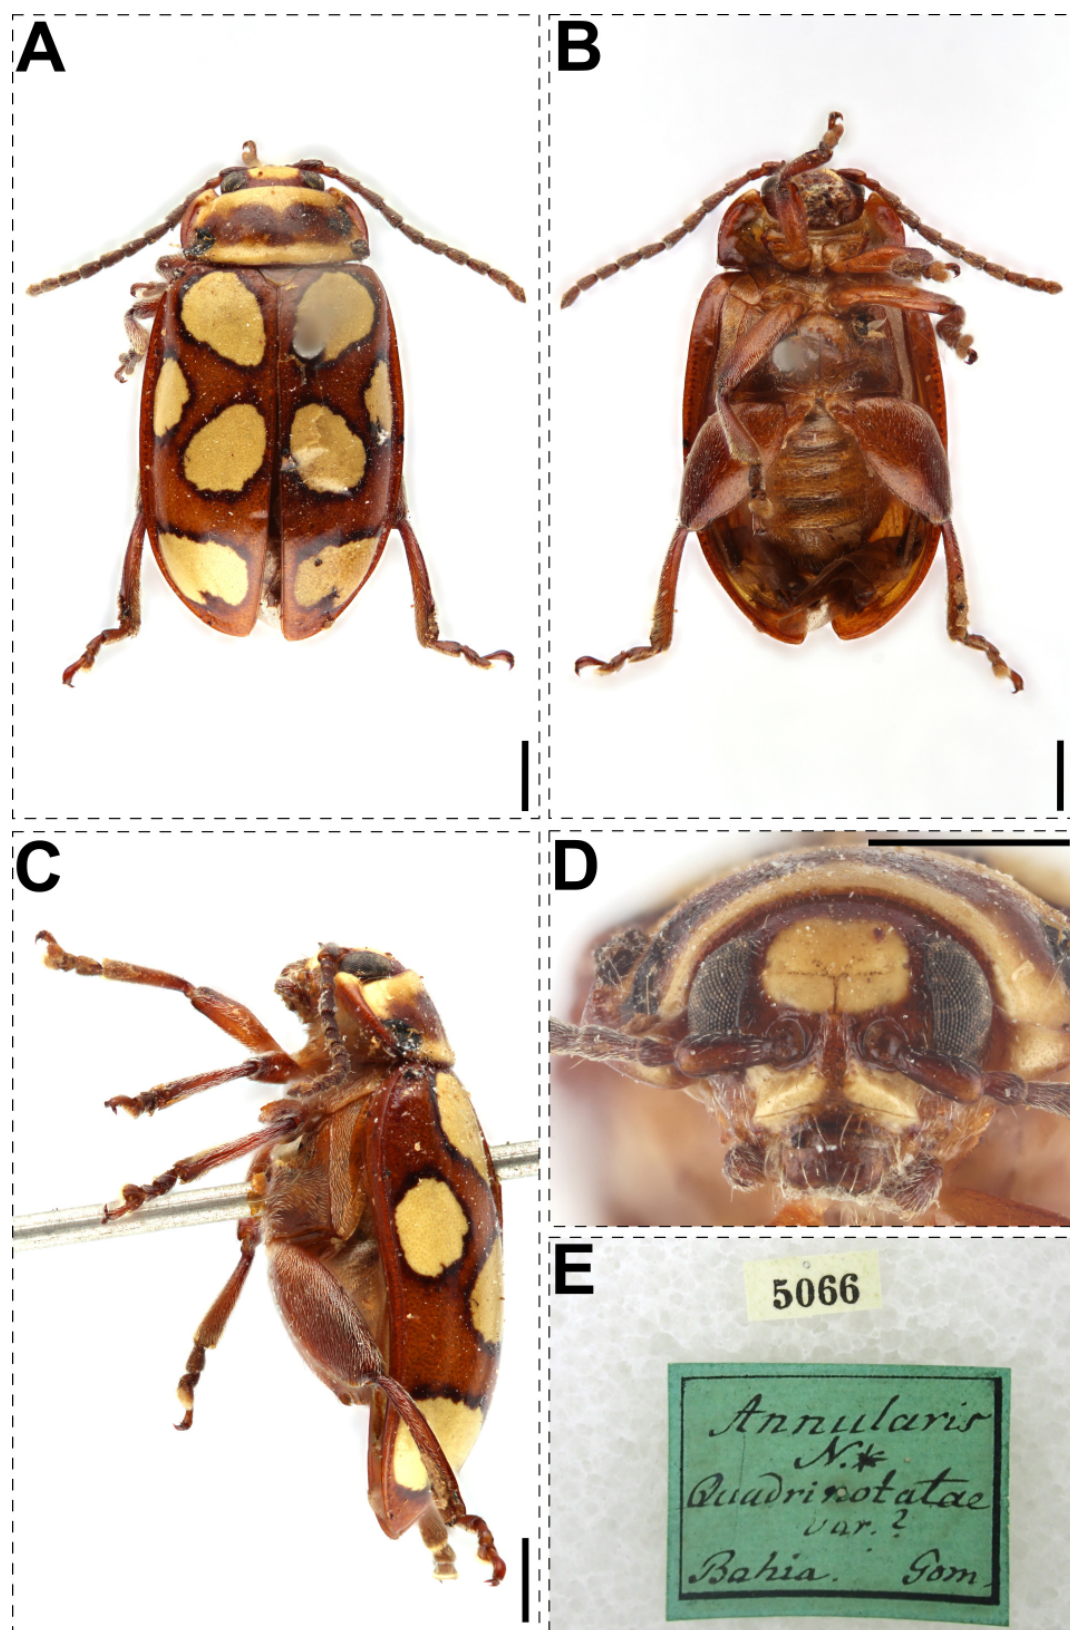 A
B
C
D
E
5066
Annularis
N.*
Quadrinotatae
var. ?
Bahia. Gom.